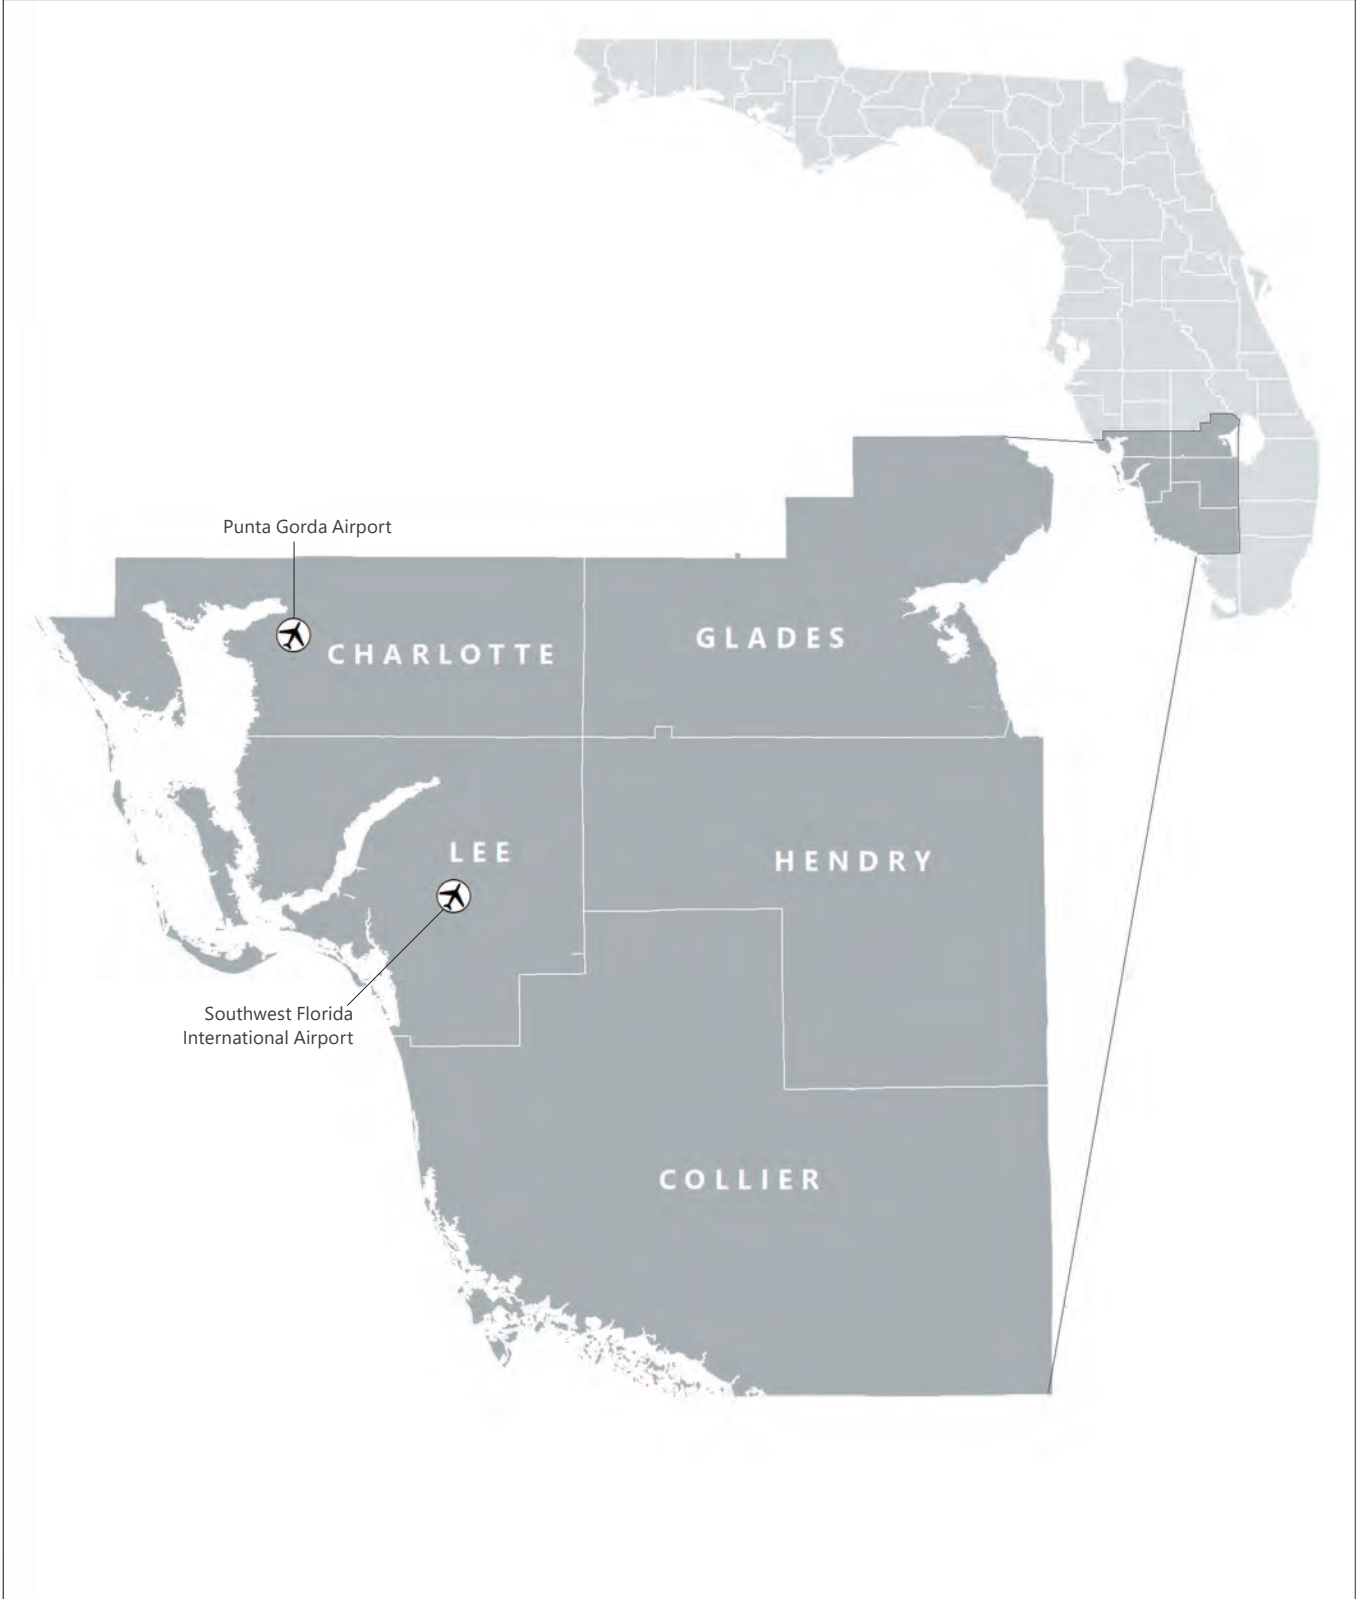 Punta Gorda Airport
GLADES
CHARLOTTE
LEE
HENDRY
Southwest Florida
International Airport
COLLIER